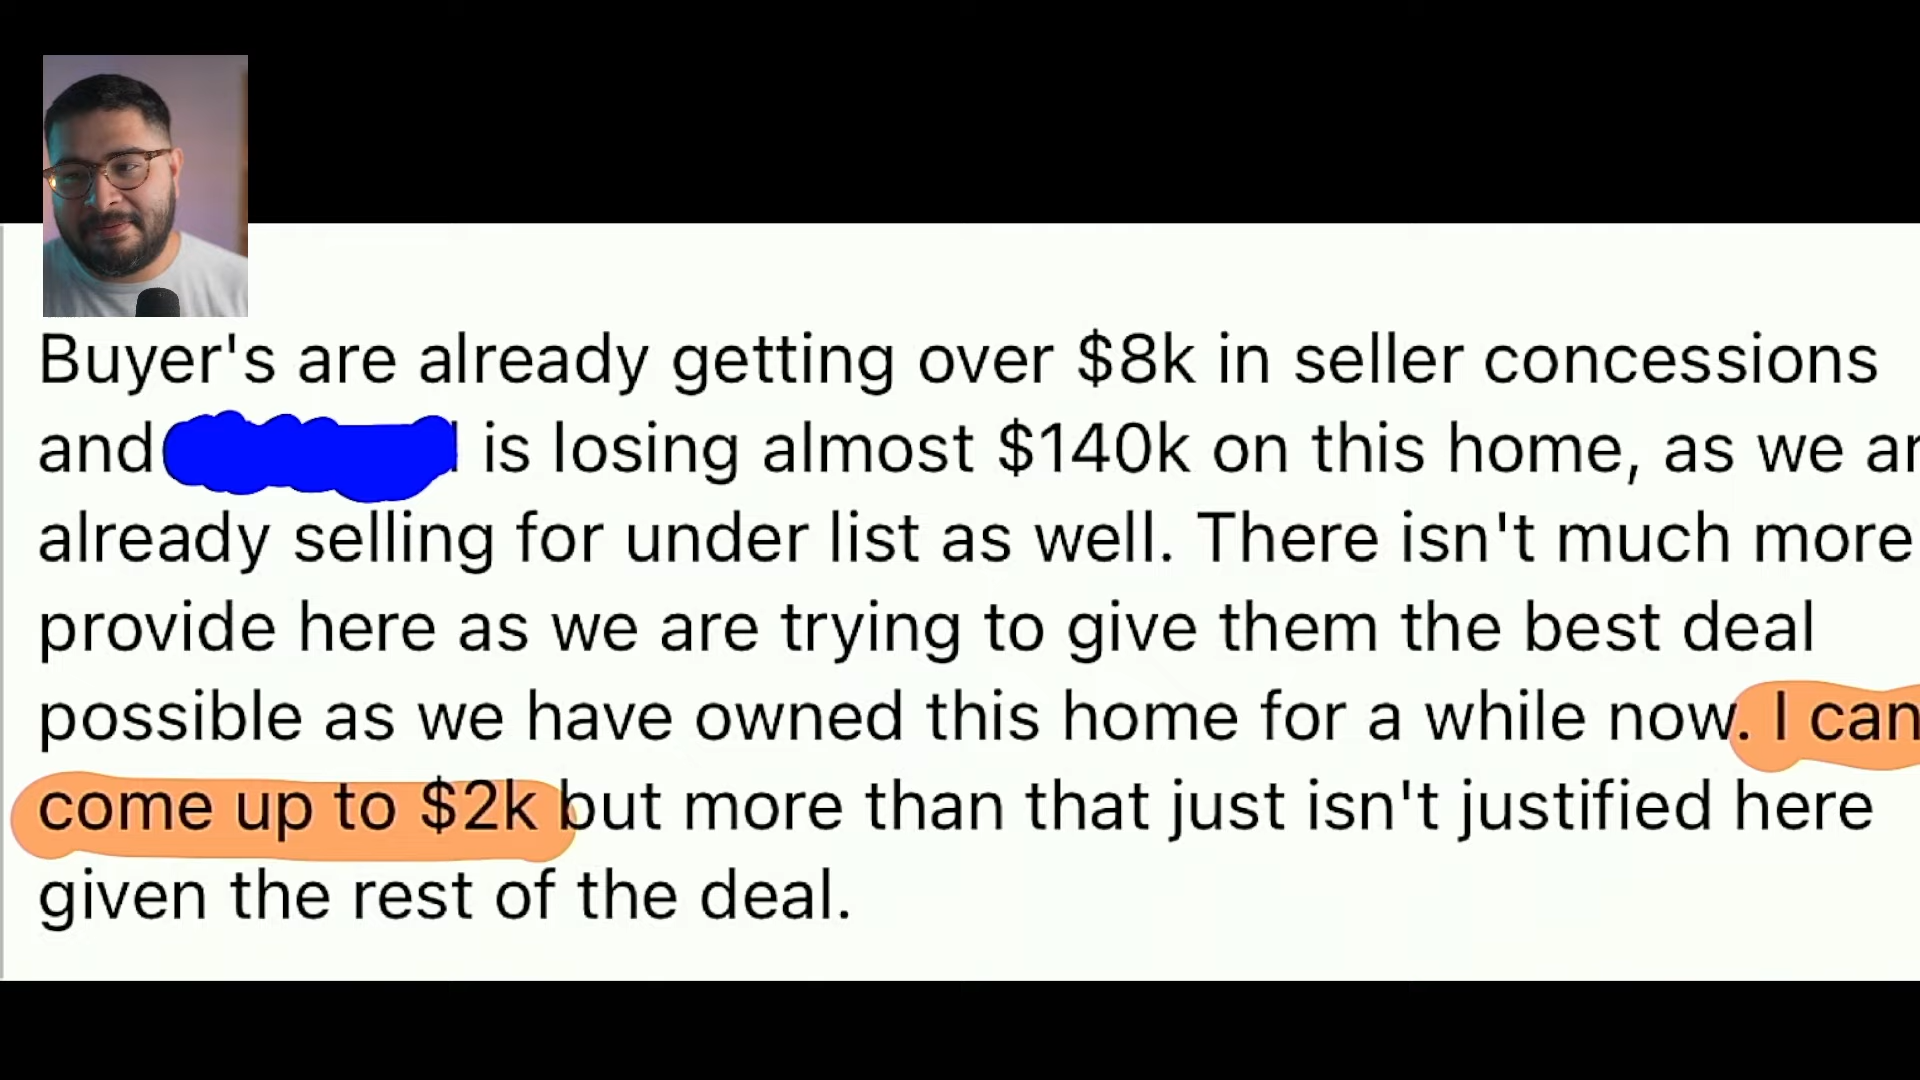 Buyer's are already getting over $8k in seller concessions
and is losing almost $140k on this home, as we
already selling for under list as well. There isn't much more
provide here as we are trying to give them the best deal
possible as we have owned this home for a while now. I can
come up to $2k but more than that just isn't justified here
given the rest of the deal.